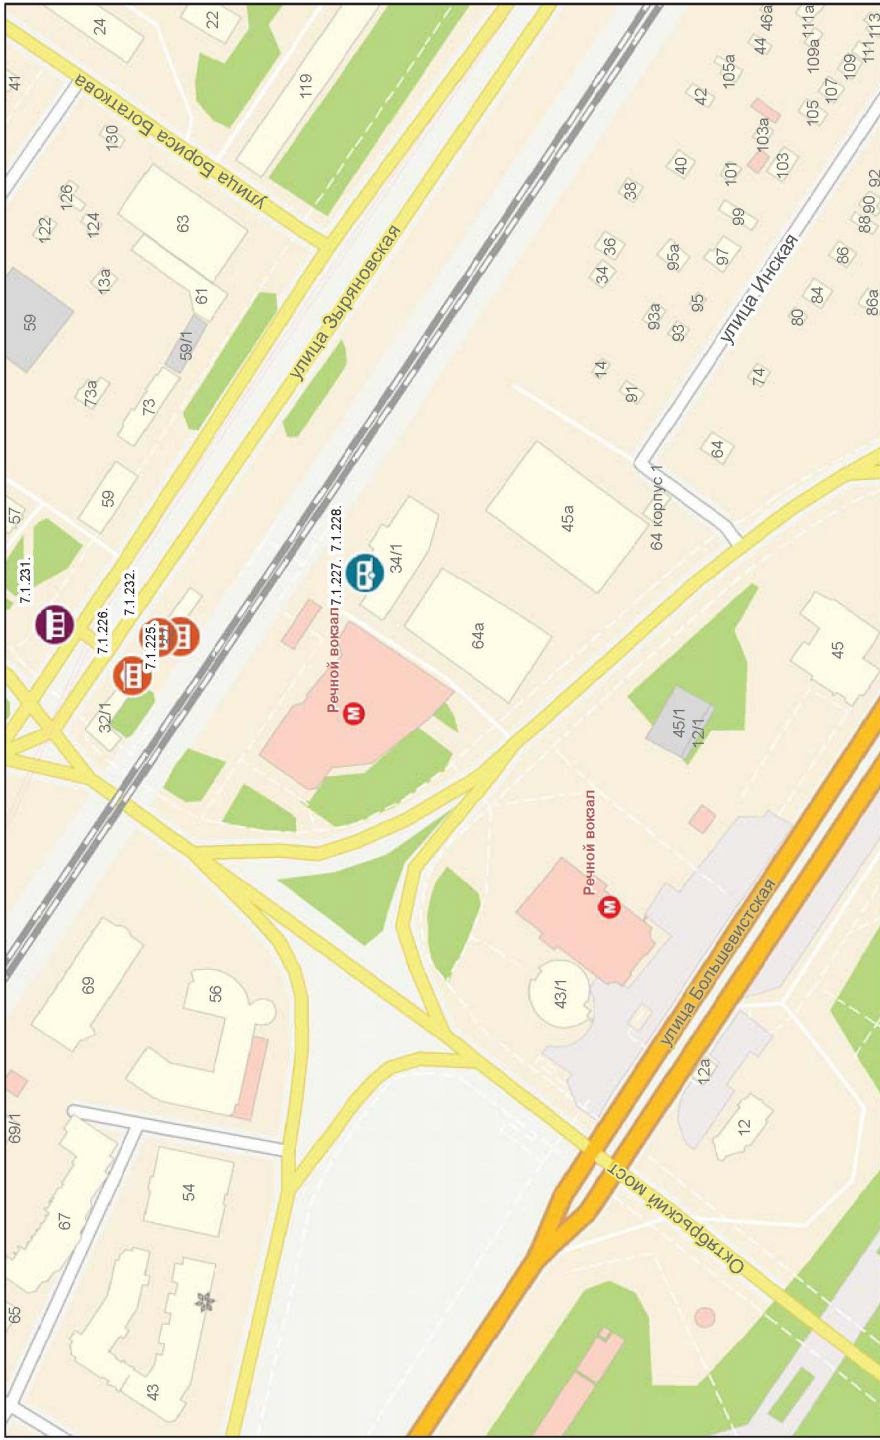 41
24
22
улица Бориса Богаткова
119
130
126
122
124
63
13а
61
59
59/1
73а
73
59
57
улица Зыряновская
46а
44
111а
109а
113
111
109
107
105
105а
42
103а
103
101
40
38
99
97
95а
36
34
95
93а
93
92
90
88
86
84
80
86а
улица Инская
14
91
74
64
64 корпус 1
45а
34/1
64а
7.1.231.
7.1.226.
7.1.232.
7.1.225.
7.1.227. 7.1.228.
32/1
Речной вокзал
М
45
45/1
12/1
Речной вокзал
М
43/1
улица Большевистская
12а
12
Октябрьский мост
69
56
69/1
67
54
65
43